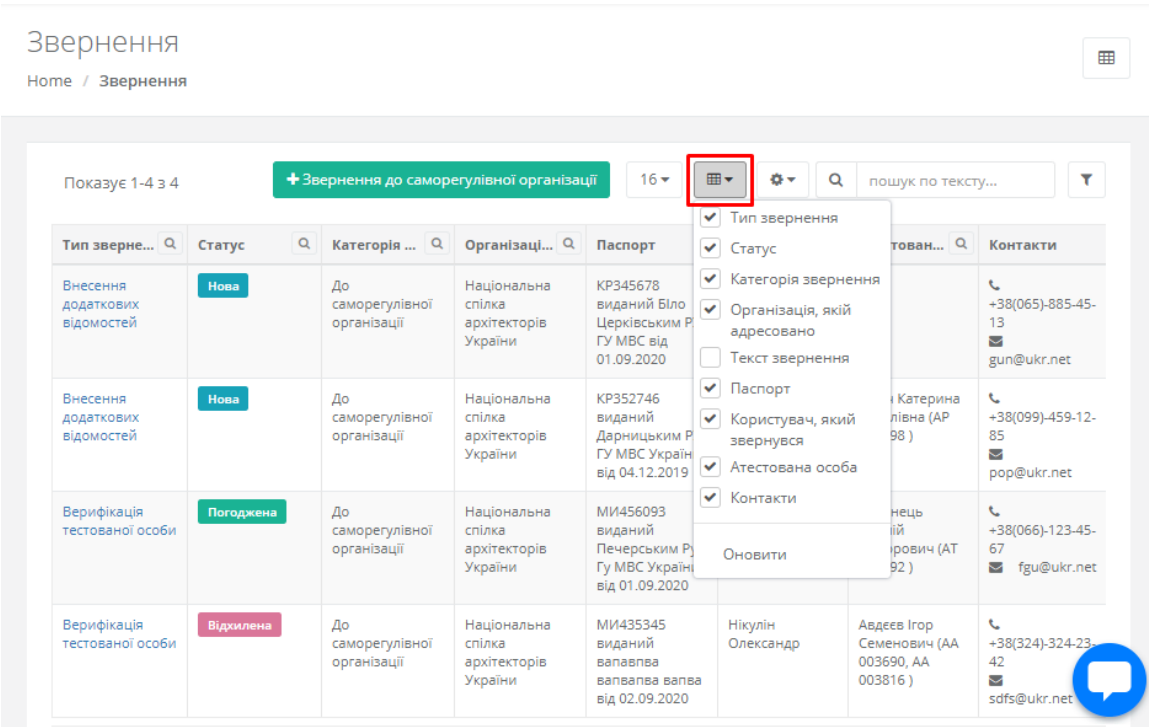 Звернення
Home / Звернення
Показує 1-4 з 4
Звернення до саморегулівної організації
16
пошук по тексту...
Тип зверне...
Статус
Категорія ...
Організаці...
Паспорт
тован...
Контакти
Внесення
додаткових
відомостей
Нова
До
саморегулівної
організації
Національна
спілка
архітекторів
України
КР345678
виданий Біло
Церківським Р
ГУ МВС від
01.09.2020
+38(065)-885-45-
13
gun@ukr.net
Внесення
додаткових
відомостей
Нова
До
саморегулівної
організації
Національна
спілка
архітекторів
України
КР352746
виданий
Дарницьким Р
ГУ МВС Україн
від 04.12.2019
Катерина
лівна (АР
98 )
+38(099)-459-12-
85
pop@ukr.net
Верифікація
тестованої особи
Погоджена
До
саморегулівної
організації
Національна
спілка
архітекторів
України
МИ456093
виданий
Печерським Ру
Гу МВС Україн
від 01.09.2020
нець
ій
орович (АТ
92 )
+38(066)-123-45-
67
fgu@ukr.net
Верифікація
тестованої особи
Відхилена
До
саморегулівної
організації
Національна
спілка
архітекторів
України
МИ435345
виданий
вапавпва
вапвапва вапва
від 02.09.2020
Нікулін
Олександр
Авдєєв Ігор
Семенович (АА
003690, АА
003816 )
+38(324)-324-23-
42
sdfs@ukr.net
Тип звернення
Статус
Категорія звернення
Організація, якій
адресовано
Текст звернення
Паспорт
Користувач, який
звернувся
Атестована особа
Контакти
Оновити